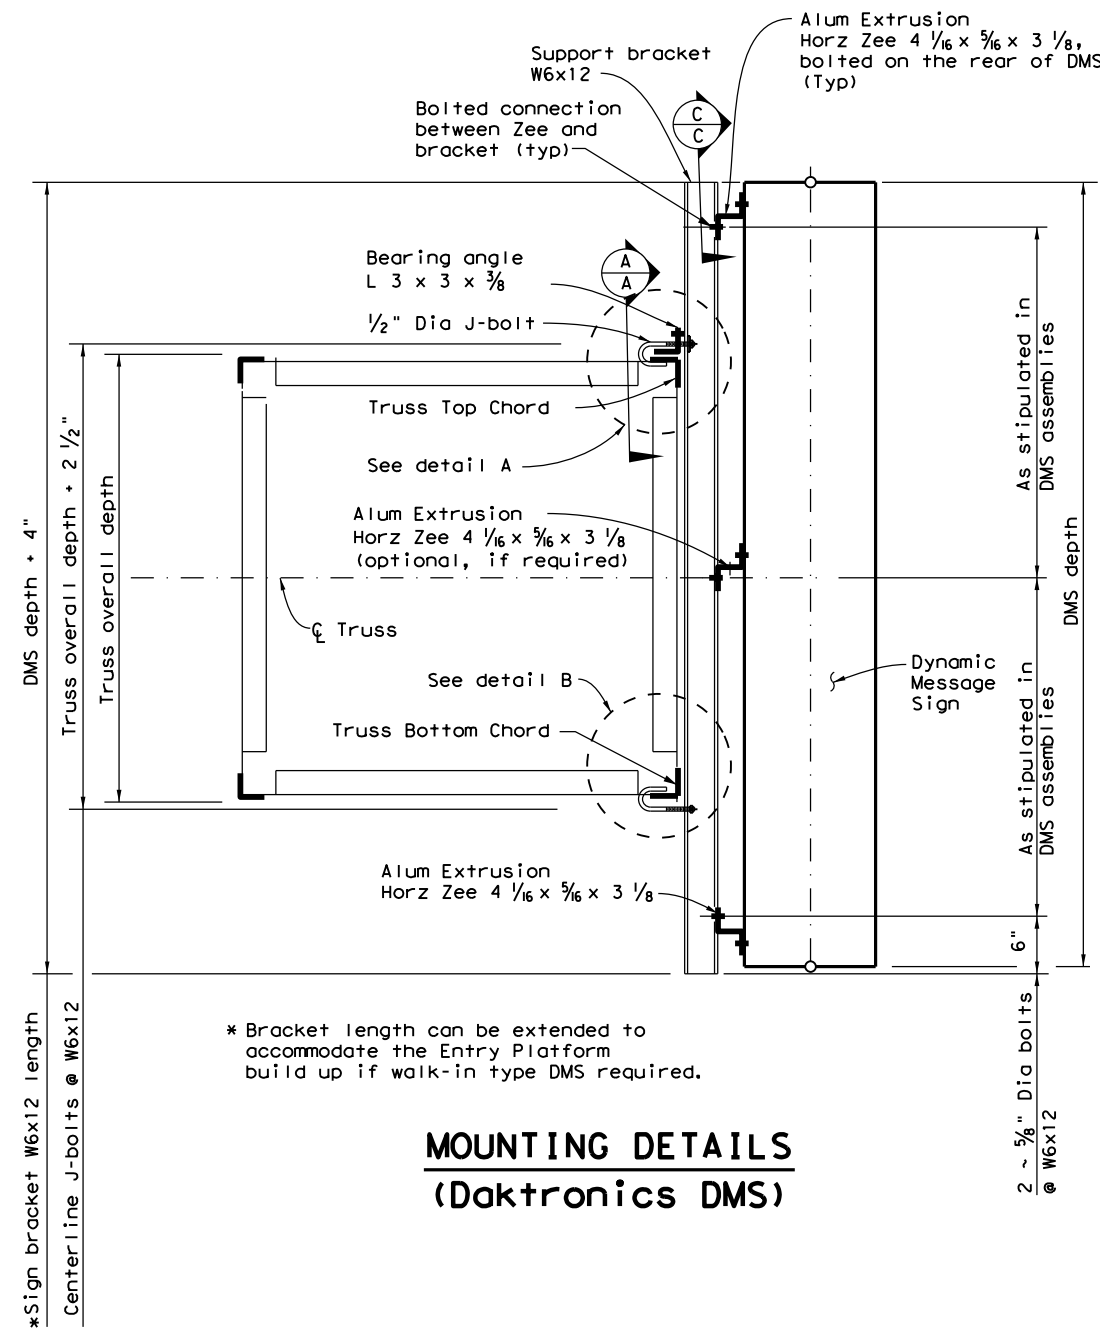 Alum Extrusion
Horz Zee 4 1/16 x 5/16 x 3 1/8,
bolted on the rear of DMS
(Typ)
Support bracket
W6x12
Bolted connection
between Zee and
bracket (typ)
C
C
Bearing angle
L 3 x 3 x 3/8
A
A
1/2" Dia J-bolt
Truss Top Chord
See detail A
Alum Extrusion
Horz Zee 4 1/16 x 5/16 x 3 1/8
(optional, if required)
℄ Truss
See detail B
Truss Bottom Chord
Dynamic
Message
Sign
Alum Extrusion
Horz Zee 4 1/16 x 5/16 x 3 1/8
DMS depth + 4"
Truss overall depth + 2 1/2"
Truss overall depth
As stipulated in
DMS assemblies
DMS depth
As stipulated in
DMS assemblies
6"
*Sign bracket W6x12 length
Centerline J-bolts @ W6x12
2 ~ 5/8" Dia bolts
@ W6x12
* Bracket length can be extended to
accommodate the Entry Platform
build up if walk-in type DMS required.
MOUNTING DETAILS
(Daktronics DMS)